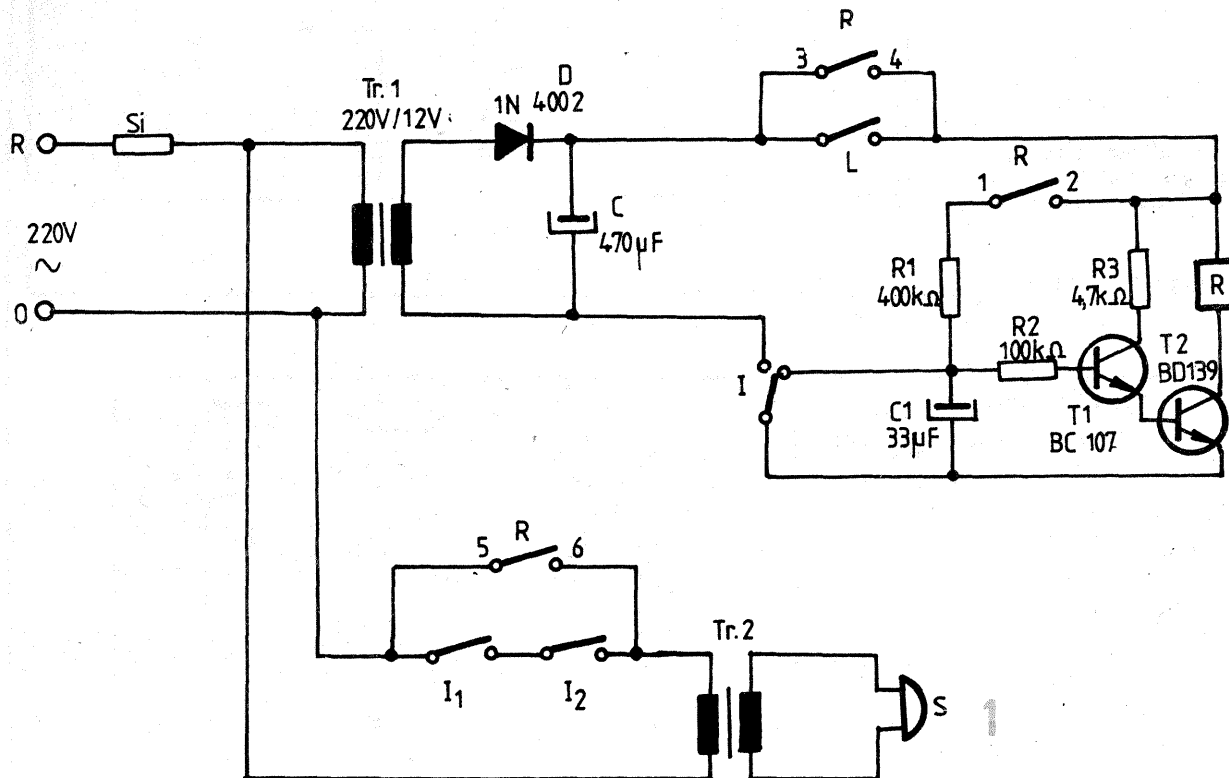 R
3 4
D
Tr.1
1N 4002
220V/12V
Si
R
L
R
1 2
C
470µF
220V
~
R1
400kΩ
R3
4,7kΩ
R
0
R2
100kΩ
T2
BD139
I
C1
33µF
T1
BC 107
R
5 6
Tr.2
I1
I2
S
1